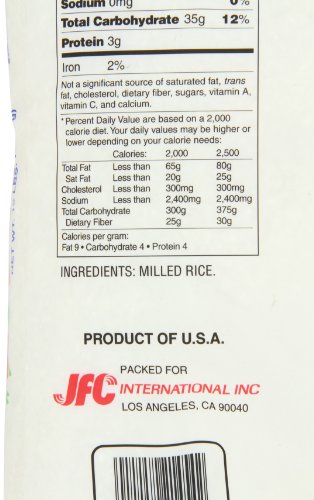 Sodium 0mg 0%
Total Carbohydrate 35g 12%
Protein 3g
Iron 2%
Not a significant source of saturated fat, trans
fat, cholesterol, dietary fiber, sugars, vitamin A,
vitamin C, and calcium.
*Percent Daily Value are based on a 2,000
calorie diet. Your daily values may be higher or
lower depending on your calorie needs:
Calories: 2,000 2,500
Total Fat Less than 65g 80g
Sat Fat Less than 20g 25g
Cholesterol Less than 300mg 300mg
Sodium Less than 2,400mg 2,400mg
Total Carbohydrate 300g 375g
Dietary Fiber 25g 30g
Calories per gram:
Fat 9 • Carbohydrate 4 • Protein 4
INGREDIENTS: MILLED RICE.
PRODUCT OF U.S.A.
PACKED FOR
JFC INTERNATIONAL INC
LOS ANGELES, CA 90040
NET WT. 15 LBS.